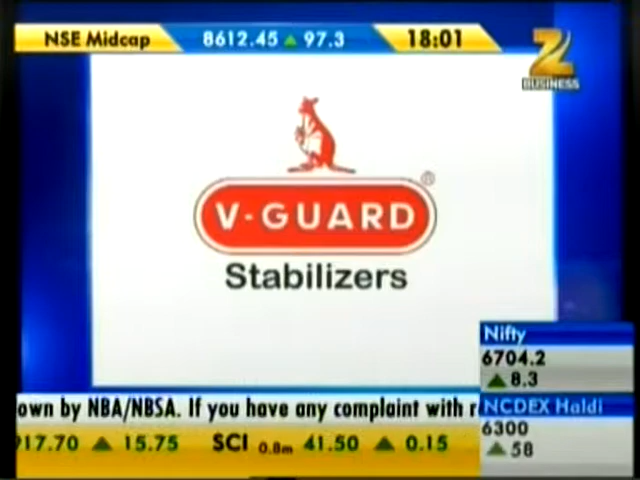 NSE Midcap 8612.45 ▲ 97.3 18:01
Z
BUSINESS
®
V-GUARD
Stabilizers
Nifty
6704.2
▲ 8.3
own by NBA/NBSA. If you have any complaint with r
NCDEX Haldi
6300
▲ 58
917.70 ▲ 15.75 SCI 0.8m 41.50 ▲ 0.15